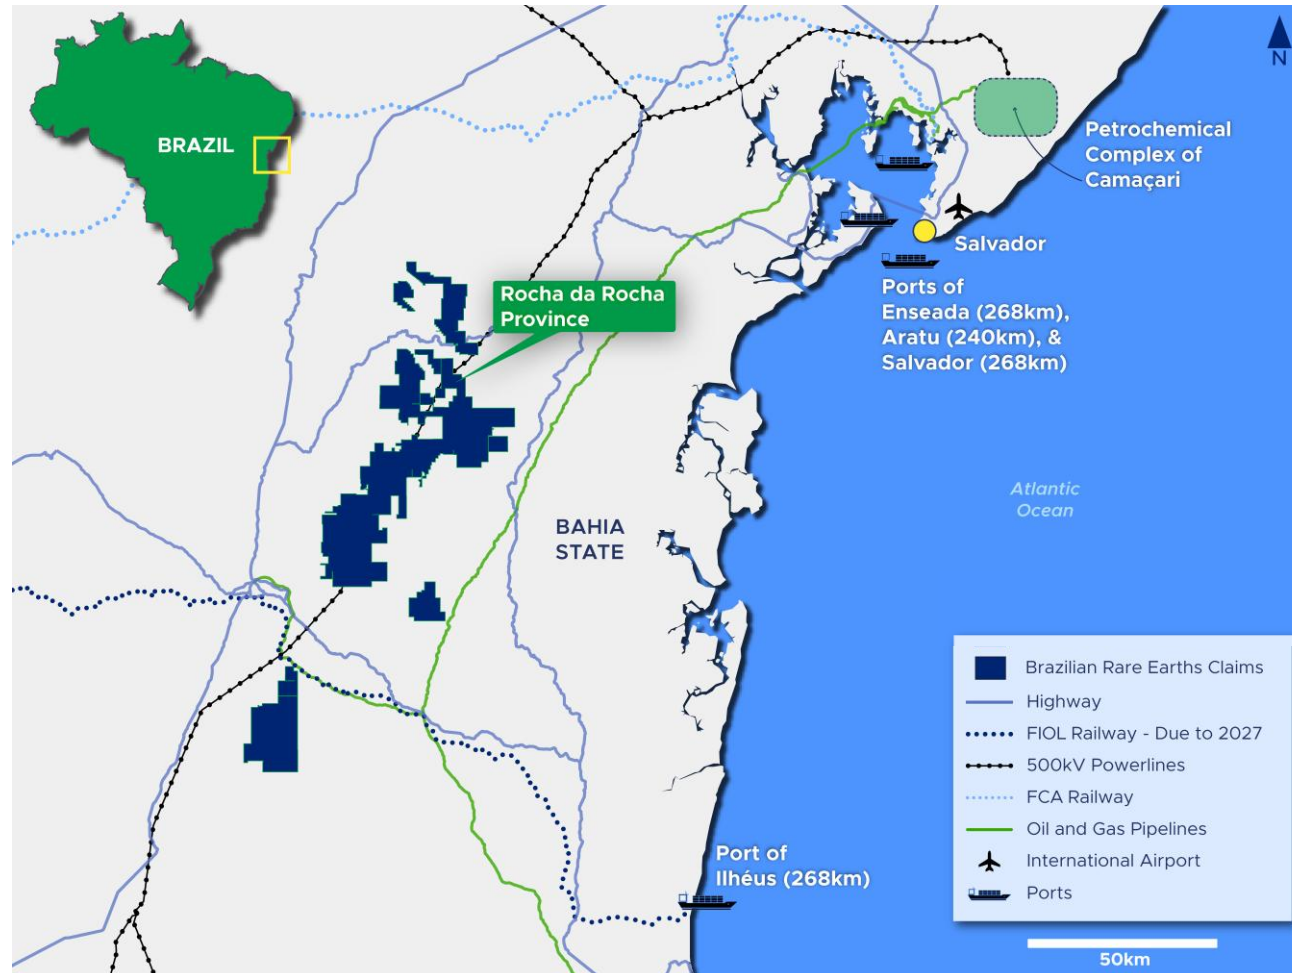 BRAZIL
N
Petrochemical
Complex of
Camaçari
Salvador
Ports of
Enseada (268km),
Aratu (240km), &
Salvador (268km)
Rocha da Rocha
Province
Atlantic
Ocean
BAHIA
STATE
Port of
Ilhéus (268km)
Brazilian Rare Earths Claims
Highway
FIOL Railway - Due to 2027
500kV Powerlines
FCA Railway
Oil and Gas Pipelines
International Airport
Ports
50km